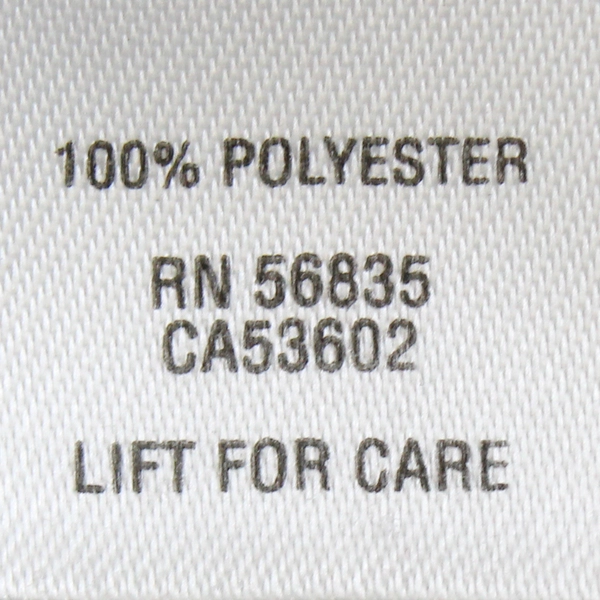 100% POLYESTER
RN 56835
CA53602
LIFT FOR CARE